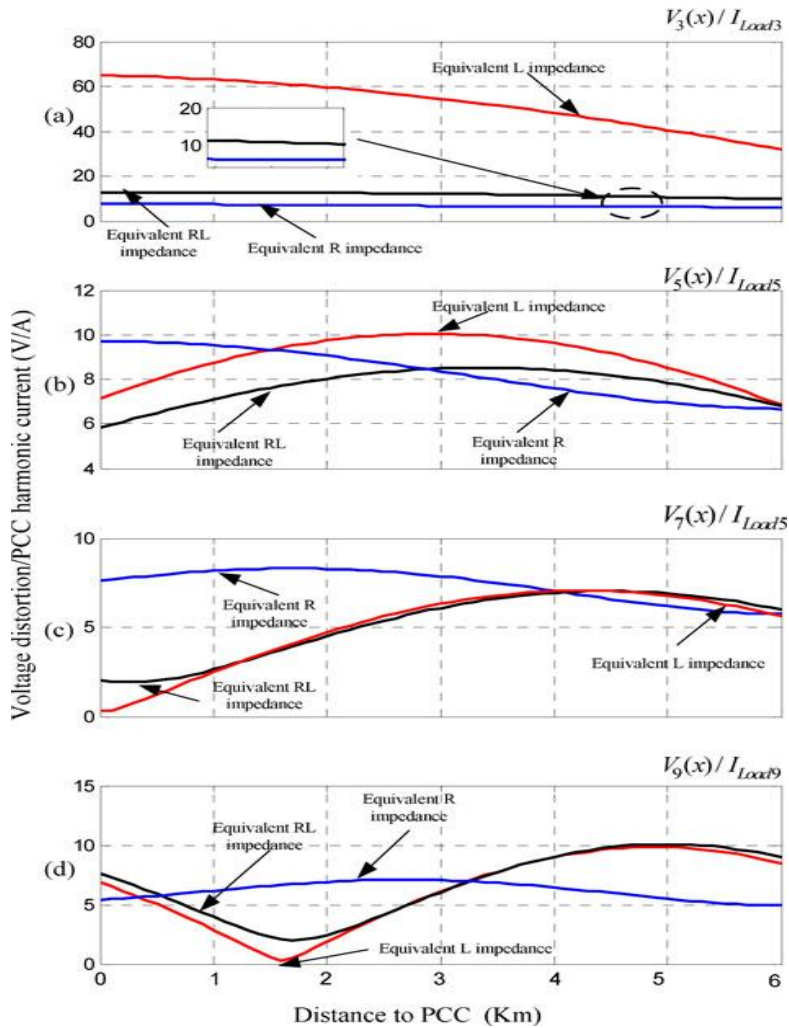 V3(x)/ILoad3
80
60
40
20
0
(a)
20
10
Equivalent L impedance
Equivalent RL
impedance
Equivalent R impedance
V5(x)/ILoad5
12
10
8
6
4
(b)
Equivalent L impedance
Equivalent RL
impedance
Equivalent R
impedance
Voltage distortion/PCC harmonic current (V/A)
V7(x)/ILoad5
10
5
0
(c)
Equivalent R
impedance
Equivalent RL
impedance
Equivalent L impedance
V9(x)/ILoad9
15
10
5
0
(d)
Equivalent RL
impedance
Equivalent R
impedance
Equivalent L impedance
0 1 2 3 4 5 6
Distance to PCC (Km)